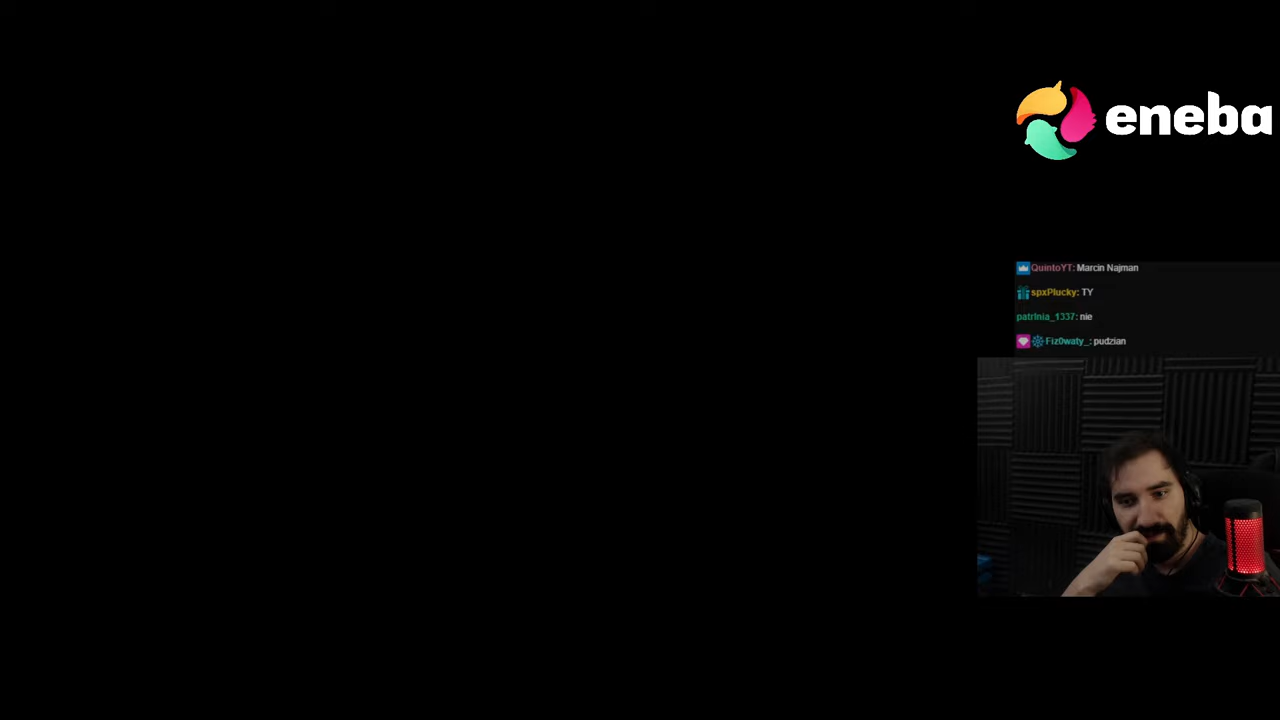 eneba
QuintoYT: Marcin Najman
spxPlucky: TY
patrInia_1337: nie
Fiz0waty_: pudzian